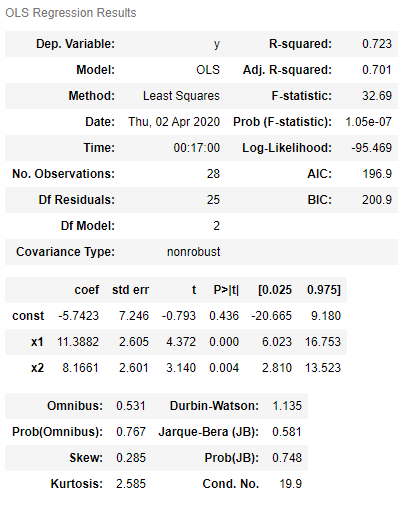 OLS Regression Results
Dep. Variable: y R-squared: 0.723
Model: OLS Adj. R-squared: 0.701
Method: Least Squares F-statistic: 32.69
Date: Thu, 02 Apr 2020 Prob (F-statistic): 1.05e-07
Time: 00:17:00 Log-Likelihood: -95.469
No. Observations: 28 AIC: 196.9
Df Residuals: 25 BIC: 200.9
Df Model: 2
Covariance Type: nonrobust
coef std err t P>|t| [0.025 0.975]
const -5.7423 7.246 -0.793 0.436 -20.665 9.180
x1 11.3882 2.605 4.372 0.000 6.023 16.753
x2 8.1661 2.601 3.140 0.004 2.810 13.523
Omnibus: 0.531 Durbin-Watson: 1.135
Prob(Omnibus): 0.767 Jarque-Bera (JB): 0.581
Skew: 0.285 Prob(JB): 0.748
Kurtosis: 2.585 Cond. No. 19.9